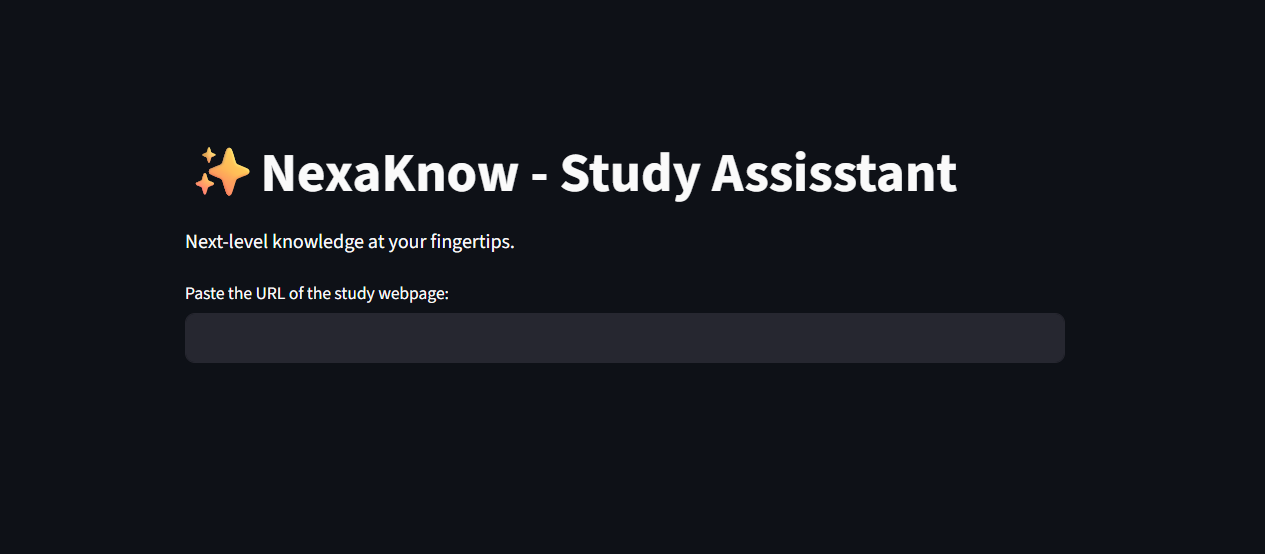 ✨ NexaKnow - Study Assisstant
Next-level knowledge at your fingertips.
Paste the URL of the study webpage: